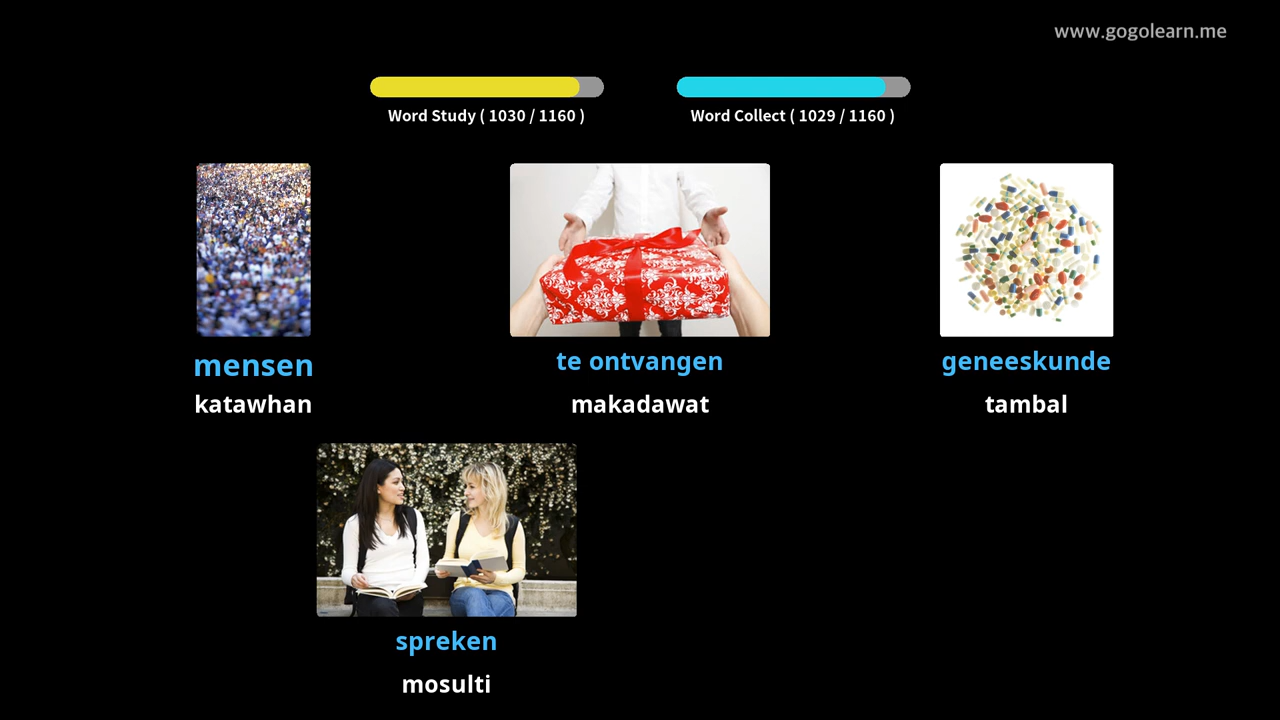 www.gogolearn.me
Word Study ( 1030 / 1160 )
Word Collect ( 1029 / 1160 )
mensen
katawhan
te ontvangen
makadawat
geneeskunde
tambal
spreken
mosulti